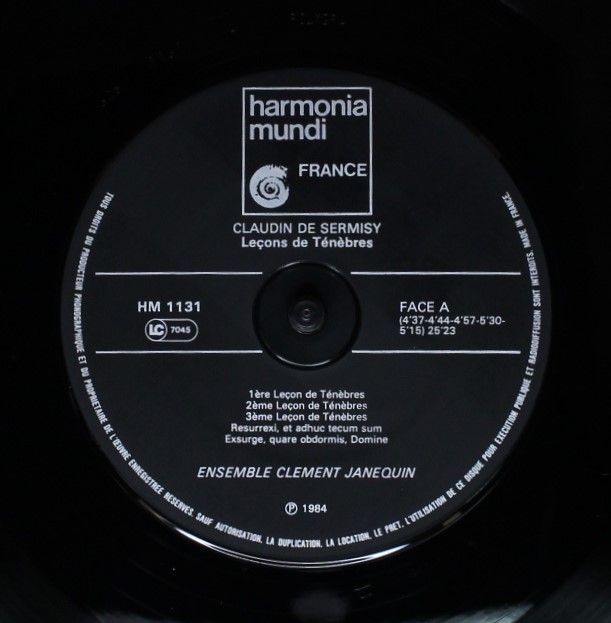 harmonia
mundi
FRANCE
CLAUDIN DE SERMISY
Leçons de Ténèbres
HM 1131
LC 7045
FACE A
(4'37-4'44-4'57-5'30-
5'15) 25'23
1ère Leçon de Ténèbres
2ème Leçon de Ténèbres
3ème Leçon de Ténèbres
Resurrexi, et adhuc tecum sum
Exsurge, quare obdormis, Domine
ENSEMBLE CLEMENT JANEQUIN
Ⓟ 1984
TOUS DROITS DU PRODUCTEUR PHONOGRAPHIQUE ET DU PROPRIETAIRE DE L'ŒUVRE ENREGISTREE RESERVES. SAUF AUTORISATION, LA DUPLICATION, LA LOCATION, LE PRET, L'UTILISATION DE CE DISQUE POUR EXECUTION PUBLIQUE ET RADIODIFFUSION SONT INTERDITS. MADE IN FRANCE.